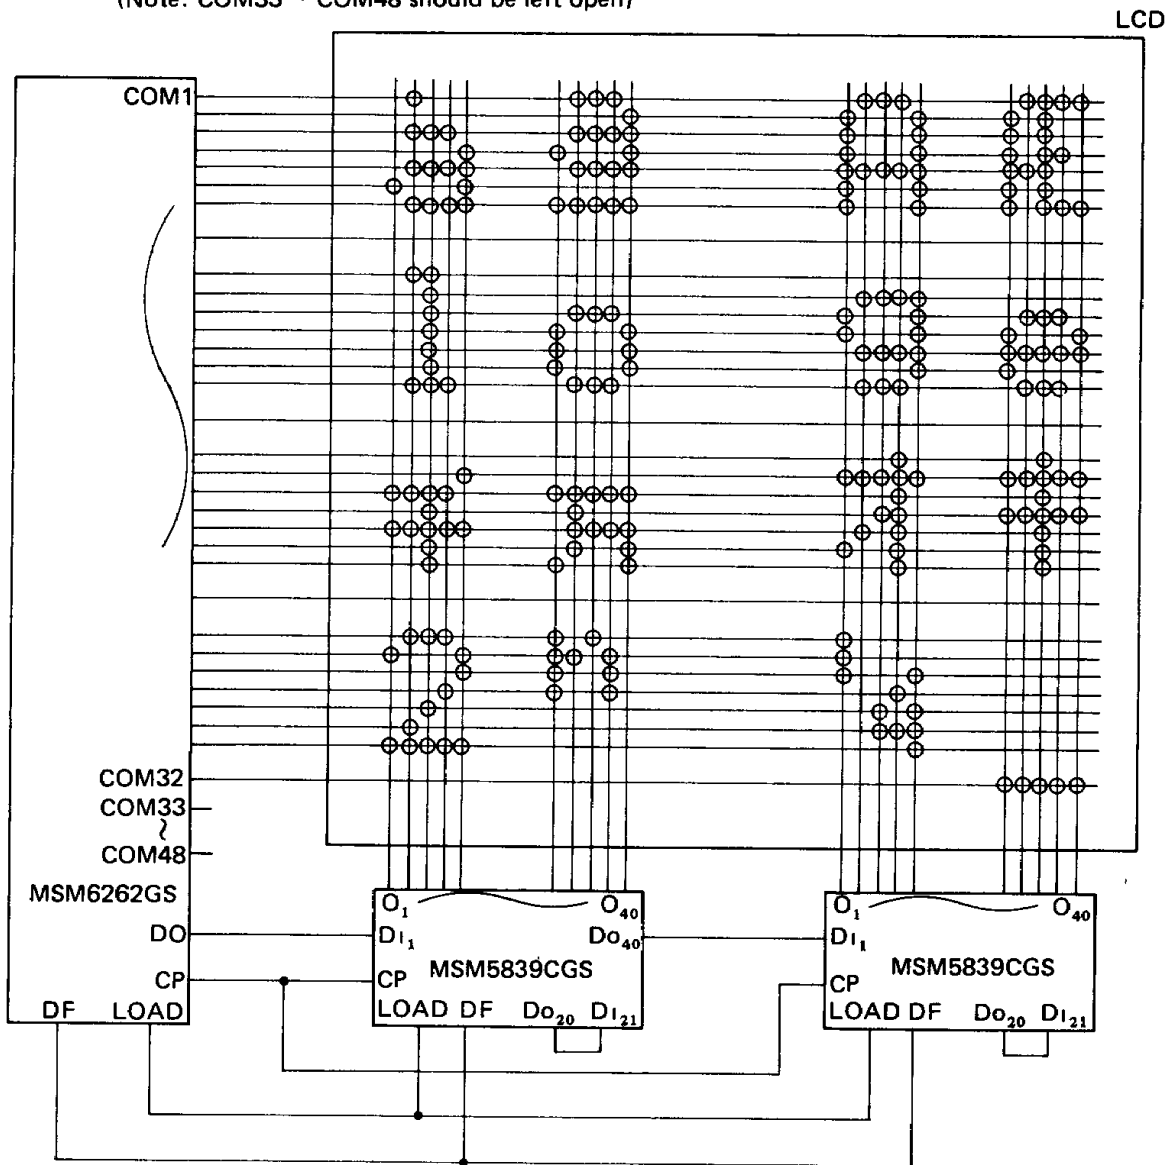 (Note: COM33 ~ COM48 should be left open)
LCD
COM1
COM32
COM33
~
COM48
MSM6262GS
DO
CP
DF LOAD
O1 O40
DI1 DO40
MSM5839CGS
CP
LOAD DF DO20 DI21
O1 O40
DI1
MSM5839CGS
CP
LOAD DF DO20 DI21